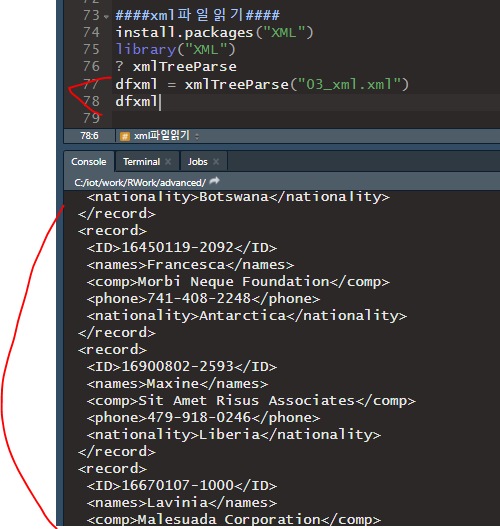 73 ####xml파일읽기####
74 install.packages("XML")
75 library("XML")
76 ? xmlTreeParse
77 dfxml = xmlTreeParse("03_xml.xml")
78 dfxml
79
78:6 xml파일읽기
Console Terminal Jobs
C:/iot/work/RWork/advanced/
<nationality>Botswana</nationality>
</record>
<record>
<ID>16450119-2092</ID>
<names>Francesca</names>
<comp>Morbi Neque Foundation</comp>
<phone>741-408-2248</phone>
<nationality>Antarctica</nationality>
</record>
<record>
<ID>16900802-2593</ID>
<names>Maxine</names>
<comp>Sit Amet Risus Associates</comp>
<phone>479-918-0246</phone>
<nationality>Liberia</nationality>
</record>
<record>
<ID>16670107-1000</ID>
<names>Lavinia</names>
<comp>Malesuada Corporation</comp>